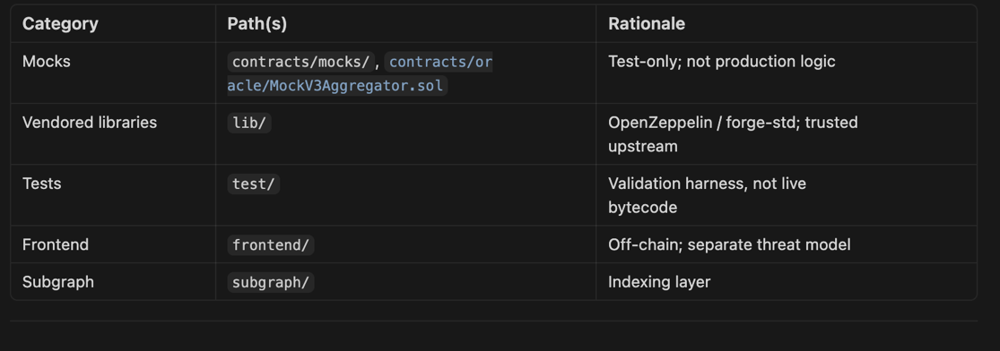 Category Path(s) Rationale
Mocks contracts/mocks/, contracts/or Test-only; not production logic
acle/MockV3Aggregator.sol
Vendored libraries lib/ OpenZeppelin / forge-std; trusted
upstream
Tests test/ Validation harness, not live
bytecode
Frontend frontend/ Off-chain; separate threat model
Subgraph subgraph/ Indexing layer